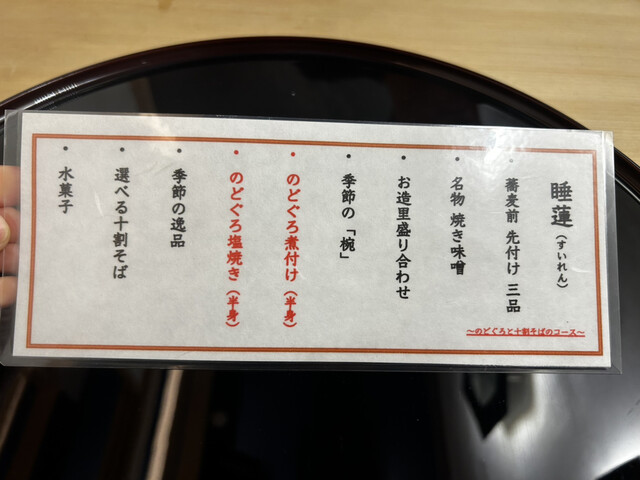 睡蓮(すいれん)
~のどぐろと十割そばのコース~
• 蕎麦前 先付け 三品
• 名物 焼き味噌
• お造里盛り合わせ
• 季節の「椀」
• のどぐろ煮付け(半身)
• のどぐろ塩焼き(半身)
• 季節の逸品
• 選べる十割そば
• 水菓子